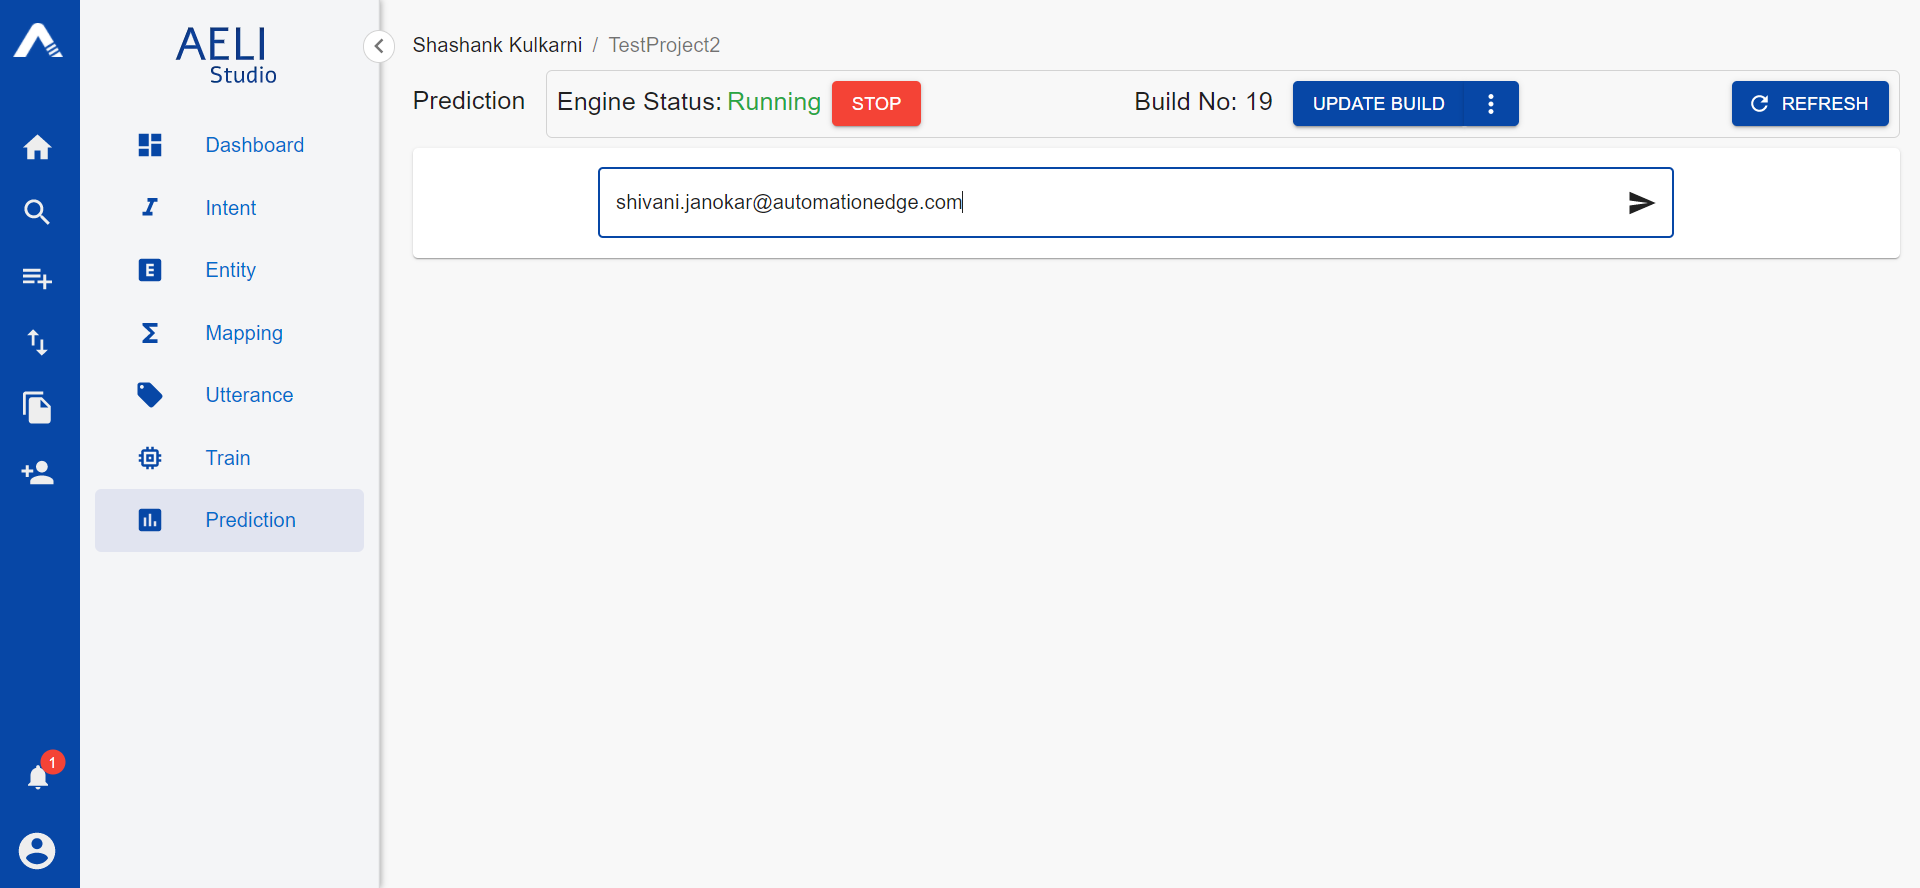 AELI
Studio
Dashboard
Intent
E
Entity
Mapping
Utterance
Train
Prediction
1
Shashank Kulkarni / TestProject2
Prediction
Engine Status: Running STOP
Build No: 19 UPDATE BUILD
REFRESH
shivani.janokar@automationedge.com